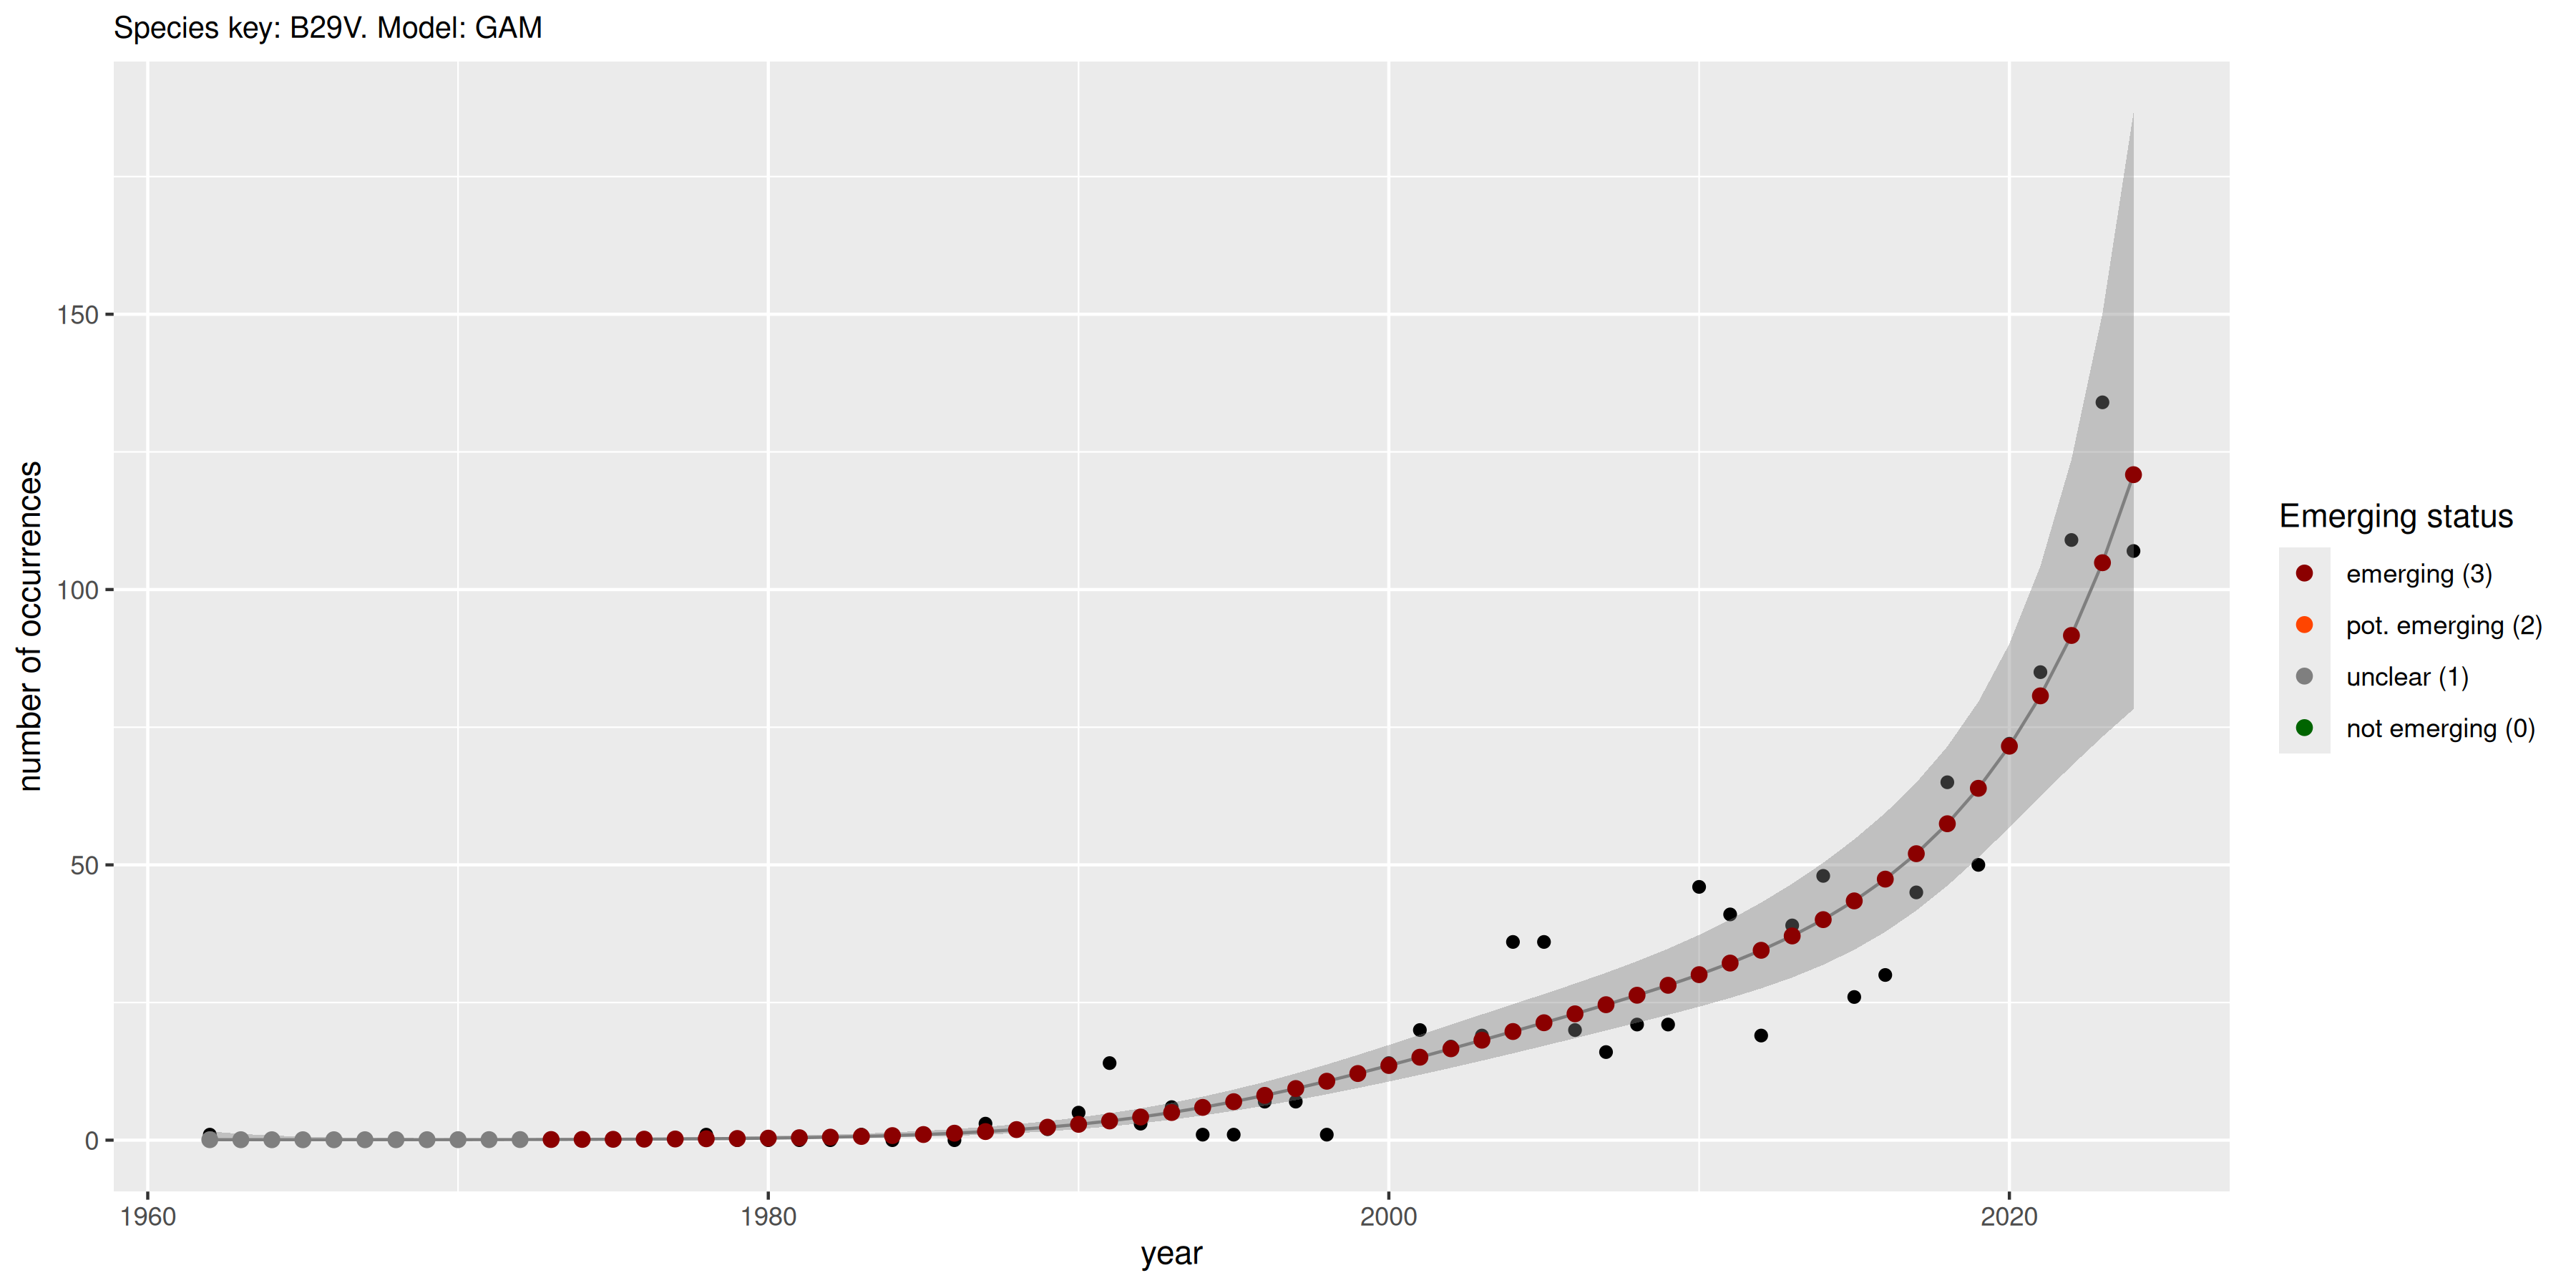 Species key: B29V. Model: GAM
number of occurrences
150
100
50
0
1960
1980
2000
2020
year
Emerging status
emerging (3)
pot. emerging (2)
unclear (1)
not emerging (0)